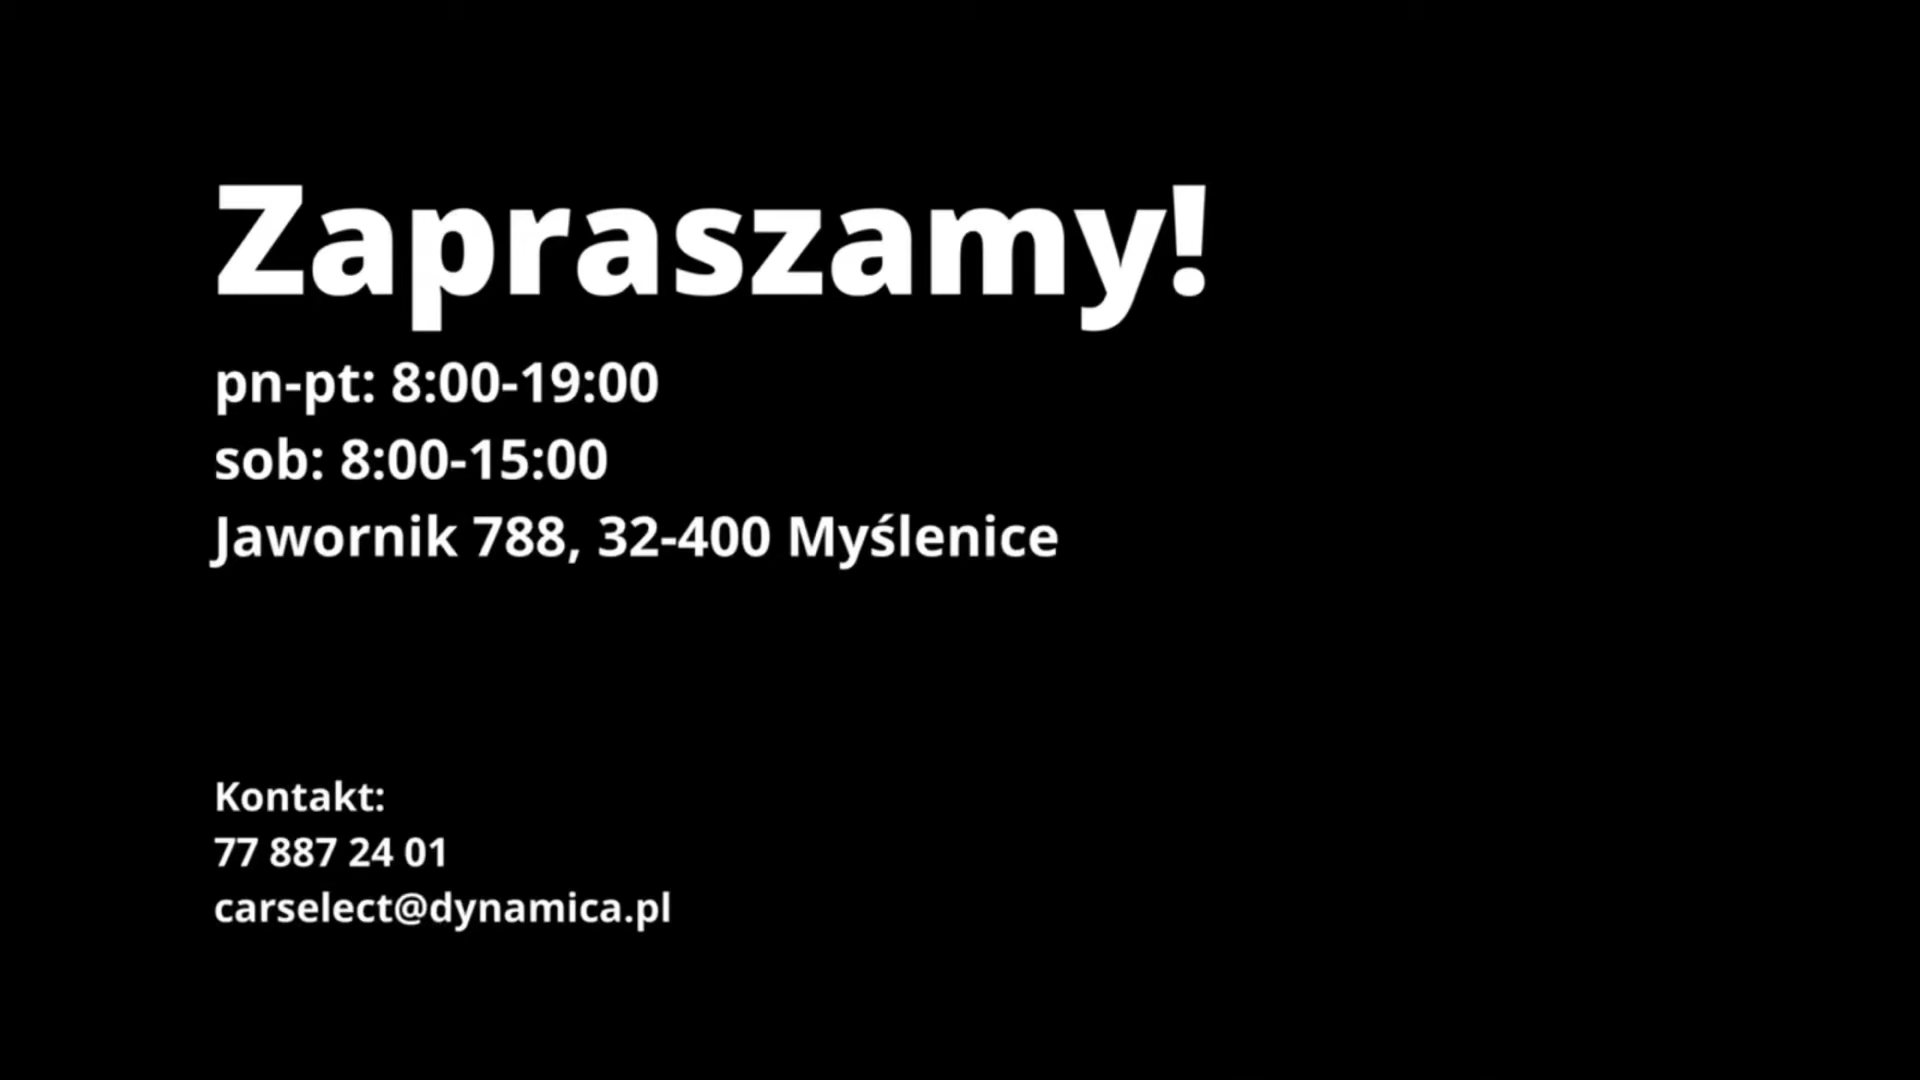 Zapraszamy!
pn-pt: 8:00-19:00
sob: 8:00-15:00
Jawornik 788, 32-400 Myślenice
Kontakt:
77 887 24 01
carselect@dynamica.pl